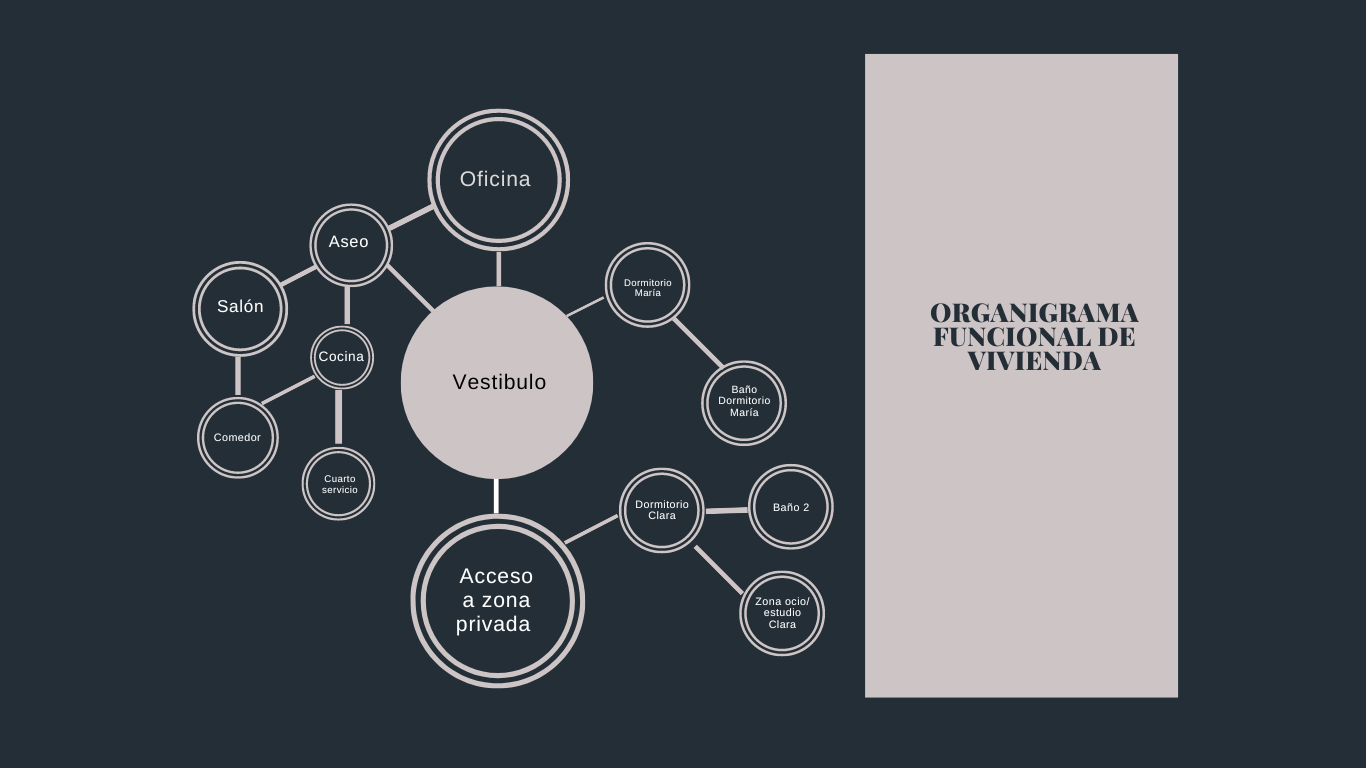 Oficina
Aseo
Salón
Dormitorio
María
Cocina
Vestibulo
Baño
Dormitorio
María
Comedor
Cuarto
servicio
Dormitorio
Clara
Baño 2
Acceso
a zona
privada
Zona ocio/
estudio
Clara
ORGANIGRAMA
FUNCIONAL DE
VIVIENDA